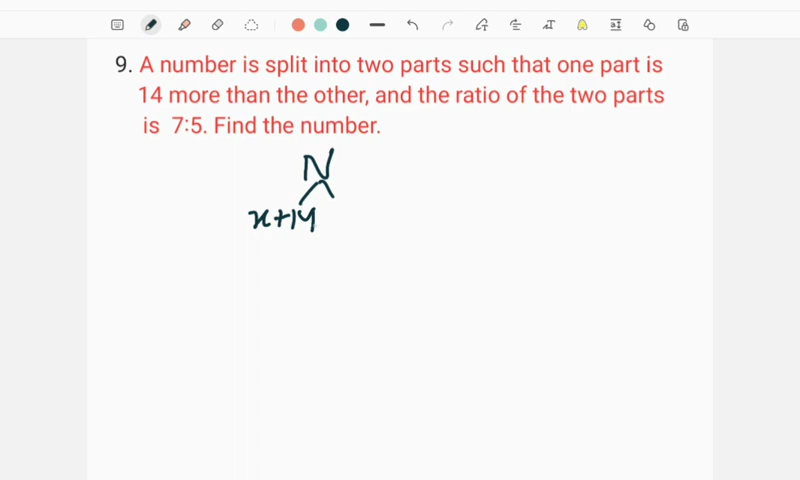 9. A number is split into two parts such that one part is
14 more than the other, and the ratio of the two parts
is 7:5. Find the number.
N
x+14